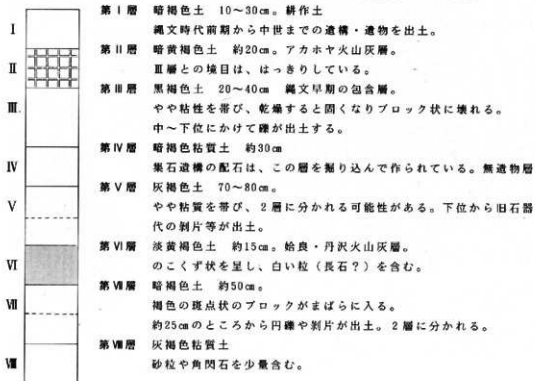 第Ⅰ層 暗褐色土 10～30㎝。耕作土
縄文時代前期から中世までの遺構・遺物を出土。
第Ⅱ層 暗黄褐色土 約20㎝。アカホヤ火山灰層。
Ⅲ層との境目は、はっきりしている。
第Ⅲ層 黒褐色土 20～40㎝ 縄文早期の包含層。
やや粘性を帯び、乾燥すると固くなりブロック状に壊れる。
中～下位にかけて礫が出土する。
第Ⅳ層 暗褐色粘質土 約30㎝
集石遺構の配石は、この層を掘り込んで作られている。無遺物層
第Ⅴ層 灰褐色土 70～80㎝。
やや粘質を帯び、2層に分かれる可能性がある。下位から旧石器
代の剥片等が出土。
第Ⅵ層 淡黄褐色土 約15㎝。姶良・丹沢火山灰層。
のこくず状を呈し、白い粒（長石？）を含む。
第Ⅶ層 暗褐色土 約50㎝。
褐色の斑点状のブロックがまばらに入る。
約25㎝のところから円礫や剥片が出土。2層に分かれる。
第Ⅷ層 灰褐色粘質土
砂粒や角閃石を少量含む。
Ⅰ
Ⅱ
Ⅲ
Ⅳ
Ⅴ
Ⅵ
Ⅶ
Ⅷ